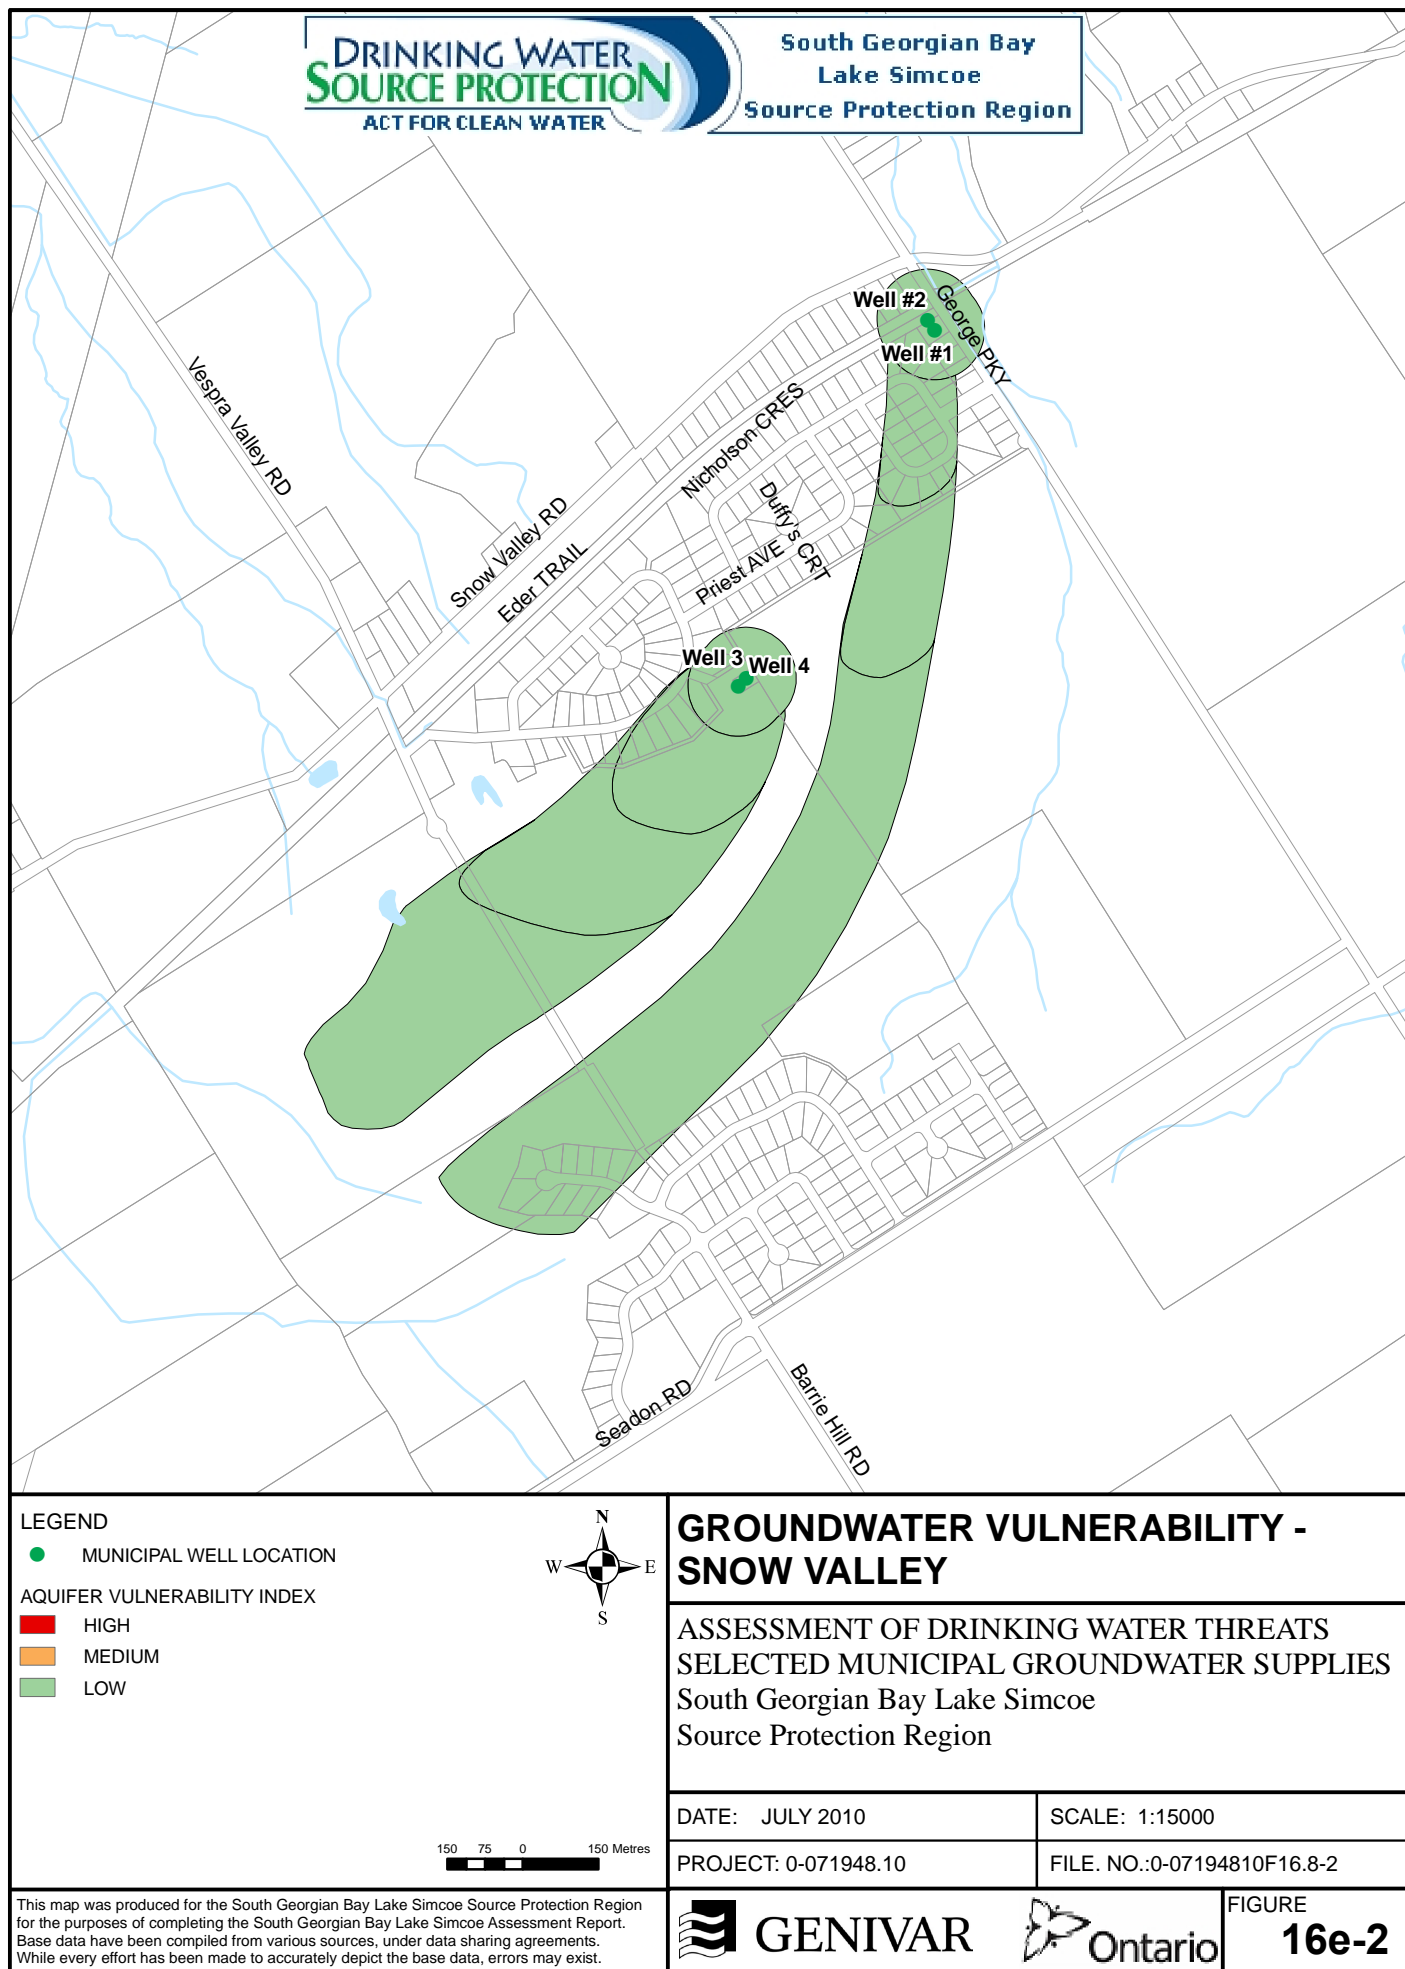 DRINKING WATER
SOURCE PROTECTION
ACT FOR CLEAN WATER
South Georgian Bay
Lake Simcoe
Source Protection Region
Well #2
George PKY
Well #1
Vespra Valley RD
Nicholson CRES
Duffy's CRT
Snow Valley RD
Eder TRAIL
Priest AVE
Well 3
Well 4
Seadon RD
Barrie Hill RD
LEGEND
MUNICIPAL WELL LOCATION
AQUIFER VULNERABILITY INDEX
HIGH
MEDIUM
LOW
N
W E
S
150 75 0 150 Metres
GROUNDWATER VULNERABILITY -
SNOW VALLEY
ASSESSMENT OF DRINKING WATER THREATS
SELECTED MUNICIPAL GROUNDWATER SUPPLIES
South Georgian Bay Lake Simcoe
Source Protection Region
DATE: JULY 2010
SCALE: 1:15000
PROJECT: 0-071948.10
FILE. NO.:0-07194810F16.8-2
This map was produced for the South Georgian Bay Lake Simcoe Source Protection Region
for the purposes of completing the South Georgian Bay Lake Simcoe Assessment Report.
Base data have been compiled from various sources, under data sharing agreements.
While every effort has been made to accurately depict the base data, errors may exist.
GENIVAR
Ontario
FIGURE
16e-2